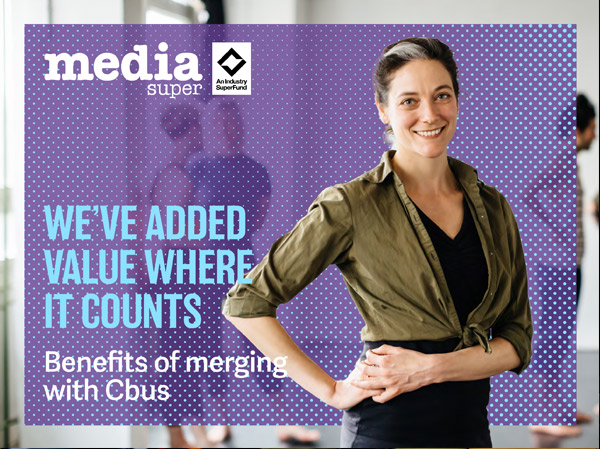 media
super
An Industry
SuperFund
WE'VE ADDED
VALUE WHERE
IT COUNTS
Benefits of merging
with Cbus